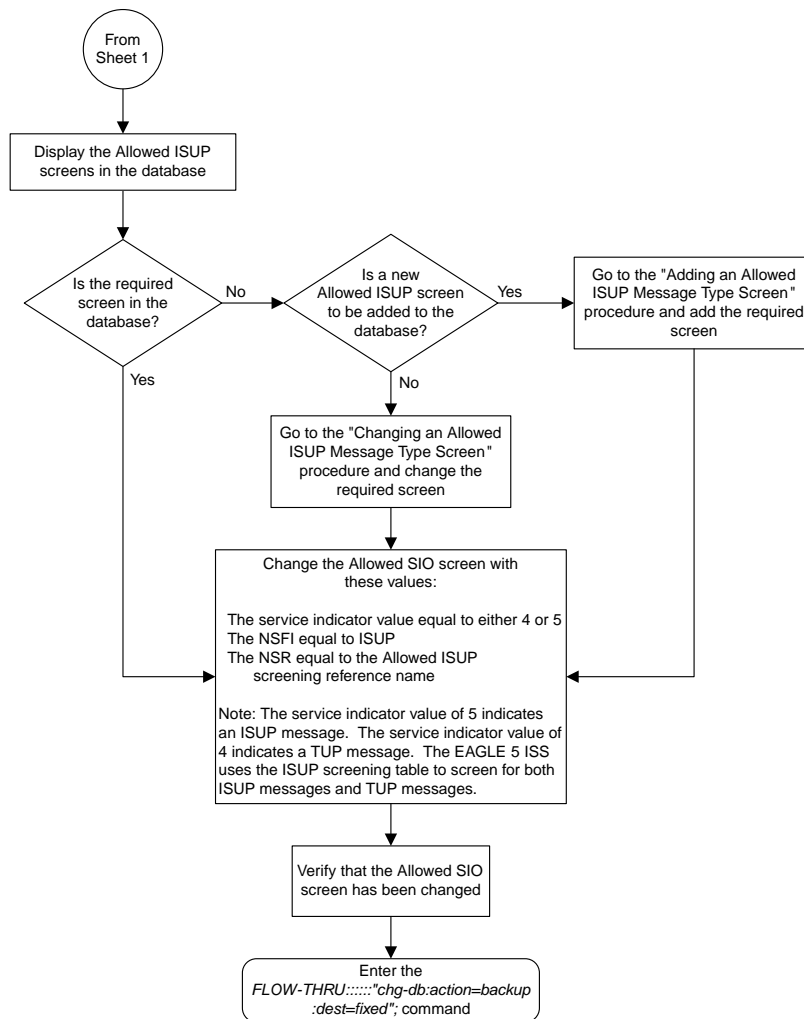 From
Sheet 1
Display the Allowed ISUP
screens in the database
Is the required
screen in the
database?
No
Yes
Is a new
Allowed ISUP screen
to be added to the
database?
Yes
No
Go to the "Adding an Allowed
ISUP Message Type Screen"
procedure and add the required
screen
Go to the "Changing an Allowed
ISUP Message Type Screen"
procedure and change the
required screen
Change the Allowed SIO screen with
these values:
The service indicator value equal to either 4 or 5
The NSFI equal to ISUP
The NSR equal to the Allowed ISUP
screening reference name
Note: The service indicator value of 5 indicates
an ISUP message. The service indicator value of
4 indicates a TUP message. The EAGLE 5 ISS
uses the ISUP screening table to screen for both
ISUP messages and TUP messages.
Verify that the Allowed SIO
screen has been changed
Enter the
FLOW-THRU::::::"chg-db:action=backup
:dest=fixed"; command